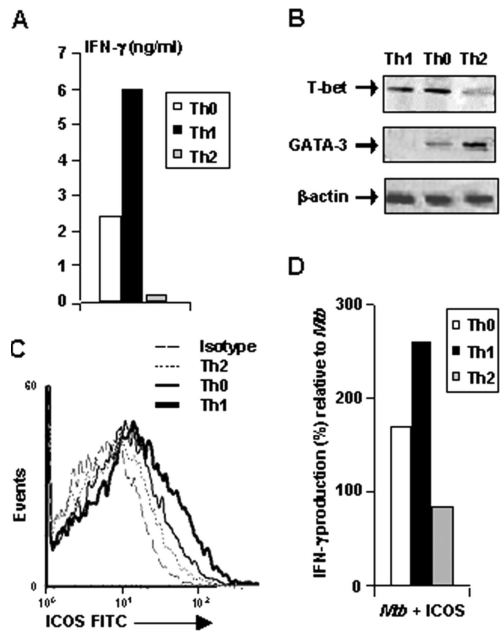 A
IFN-γ (ng/ml)
7
6
5
4
3
2
1
0
Th0
Th1
Th2
B
Th1 Th0 Th2
T-bet
GATA-3
β-actin
C
Isotype
Th2
Th0
Th1
60
Events
0
10⁰ 10¹ 10²
ICOS FITC
D
IFN-γproduction (%) relative to Mtb
300
200
100
0
Th0
Th1
Th2
Mtb + ICOS